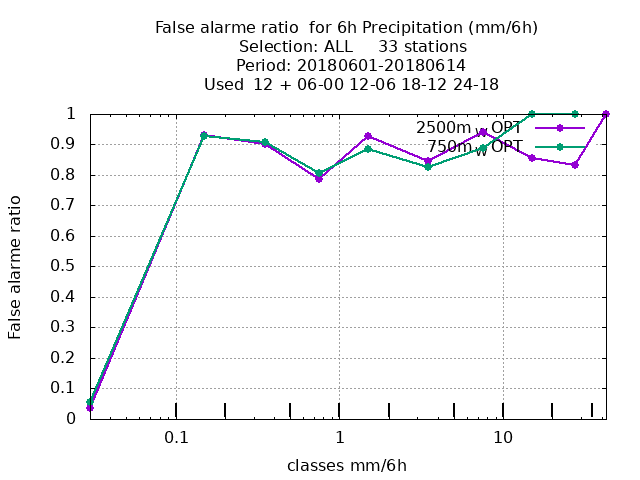 False alarme ratio  for 6h Precipitation (mm/6h)
Selection: ALL     33 stations
Period: 20180601-20180614
Used  12 + 06-00 12-06 18-12 24-18
1
0.9
0.8
0.7
0.6
0.5
0.4
0.3
0.2
0.1
0
False alarme ratio
2500m_w OPT
750m_w OPT
0.1
1
10
classes mm/6h